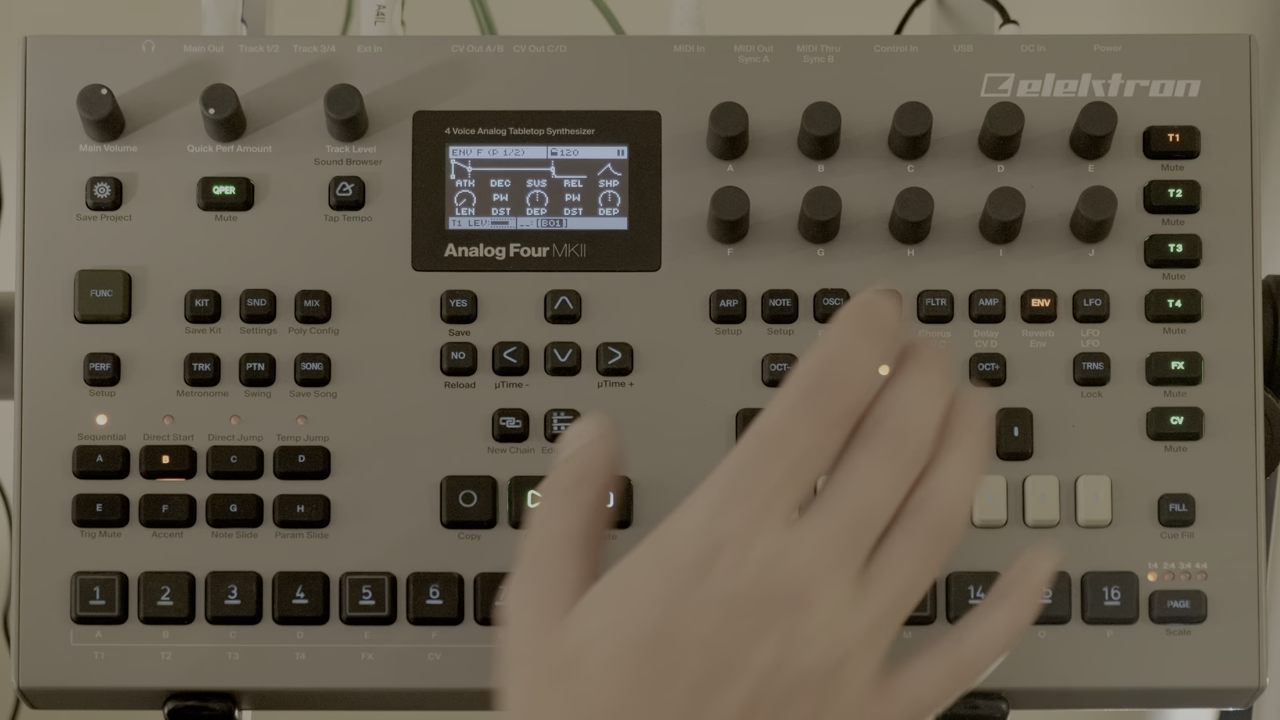 A4IL
Main Out Track 1/2 Track 3/4 Ext In CV Out A/B CV Out C/D MIDI In MIDI Out MIDI Thru Control In USB DC In Power
Sync A Sync B
elektron
Main Volume Quick Perf Amount Track Level
Sound Browser
4 Voice Analog Tabletop Synthesizer
ENV F (P 1/2) 120
ATK DEC SUS REL SHP
PW PW
LEN DST DEP DST DEP
T1 LEV: --:[B01]
Analog Four MKII
A B C D E
F G H I J
T1
Mute
T2
Mute
T3
Mute
T4
Mute
FX
Mute
CV
Mute
QPER
Save Project Mute Tap Tempo
FUNC
KIT SND MIX
Save Kit Settings Poly Config
PERF TRK PTN SONG
Setup Metronome Swing Save Song
YES
Save
NO
Reload µTime - µTime +
New Chain
ARP NOTE OSC1 FLTR AMP ENV LFO
Setup Setup Chorus Delay Reverb LFO
CV D Env LFO
OCT- OCT+ TRNS
Lock
Sequential Direct Start Direct Jump Temp Jump
A B C D
E F G H
Trig Mute Accent Note Slide Param Slide
Copy
FILL
Cue Fill
1:4 2:4 3:4 4:4
PAGE
Scale
1 2 3 4 5 6 14 16
A B C D E F M O P
T1 T2 T3 T4 FX CV